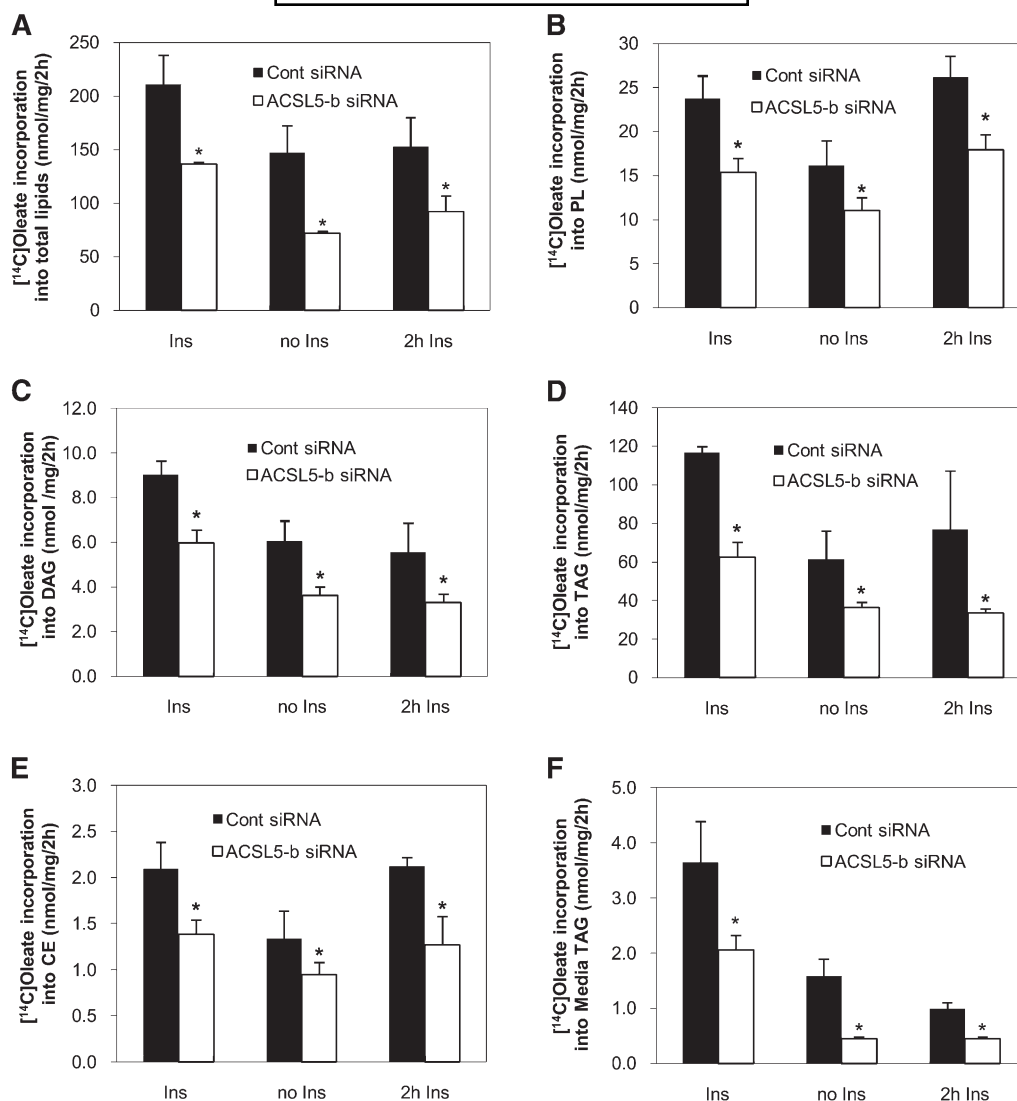 A
[¹⁴C]Oleate incorporation
into total lipids (nmol/mg/2h)
250
200
150
100
50
0
Cont siRNA
ACSL5-b siRNA
*
*
*
Ins
no Ins
2h Ins
B
[¹⁴C]Oleate incorporation
into PL (nmol/mg/2h)
30
25
20
15
10
5
0
Cont siRNA
ACSL5-b siRNA
*
*
*
Ins
no Ins
2h Ins
C
[¹⁴C]Oleate incorporation
into DAG (nmol /mg/2h)
12.0
10.0
8.0
6.0
4.0
2.0
0.0
Cont siRNA
ACSL5-b siRNA
*
*
*
Ins
no Ins
2h Ins
D
[¹⁴C]Oleate incorporation
into TAG (nmol/mg/2h)
140
120
100
80
60
40
20
0
Cont siRNA
ACSL5-b siRNA
*
*
*
Ins
no Ins
2h Ins
E
[¹⁴C]Oleate incorporation
into CE (nmol/mg/2h)
3.0
2.5
2.0
1.5
1.0
0.5
0.0
Cont siRNA
ACSL5-b siRNA
*
*
*
Ins
no Ins
2h Ins
F
[¹⁴C]Oleate incorporation
into Media TAG (nmol/mg/2h)
5.0
4.0
3.0
2.0
1.0
0.0
Cont siRNA
ACSL5-b siRNA
*
*
*
Ins
no Ins
2h Ins